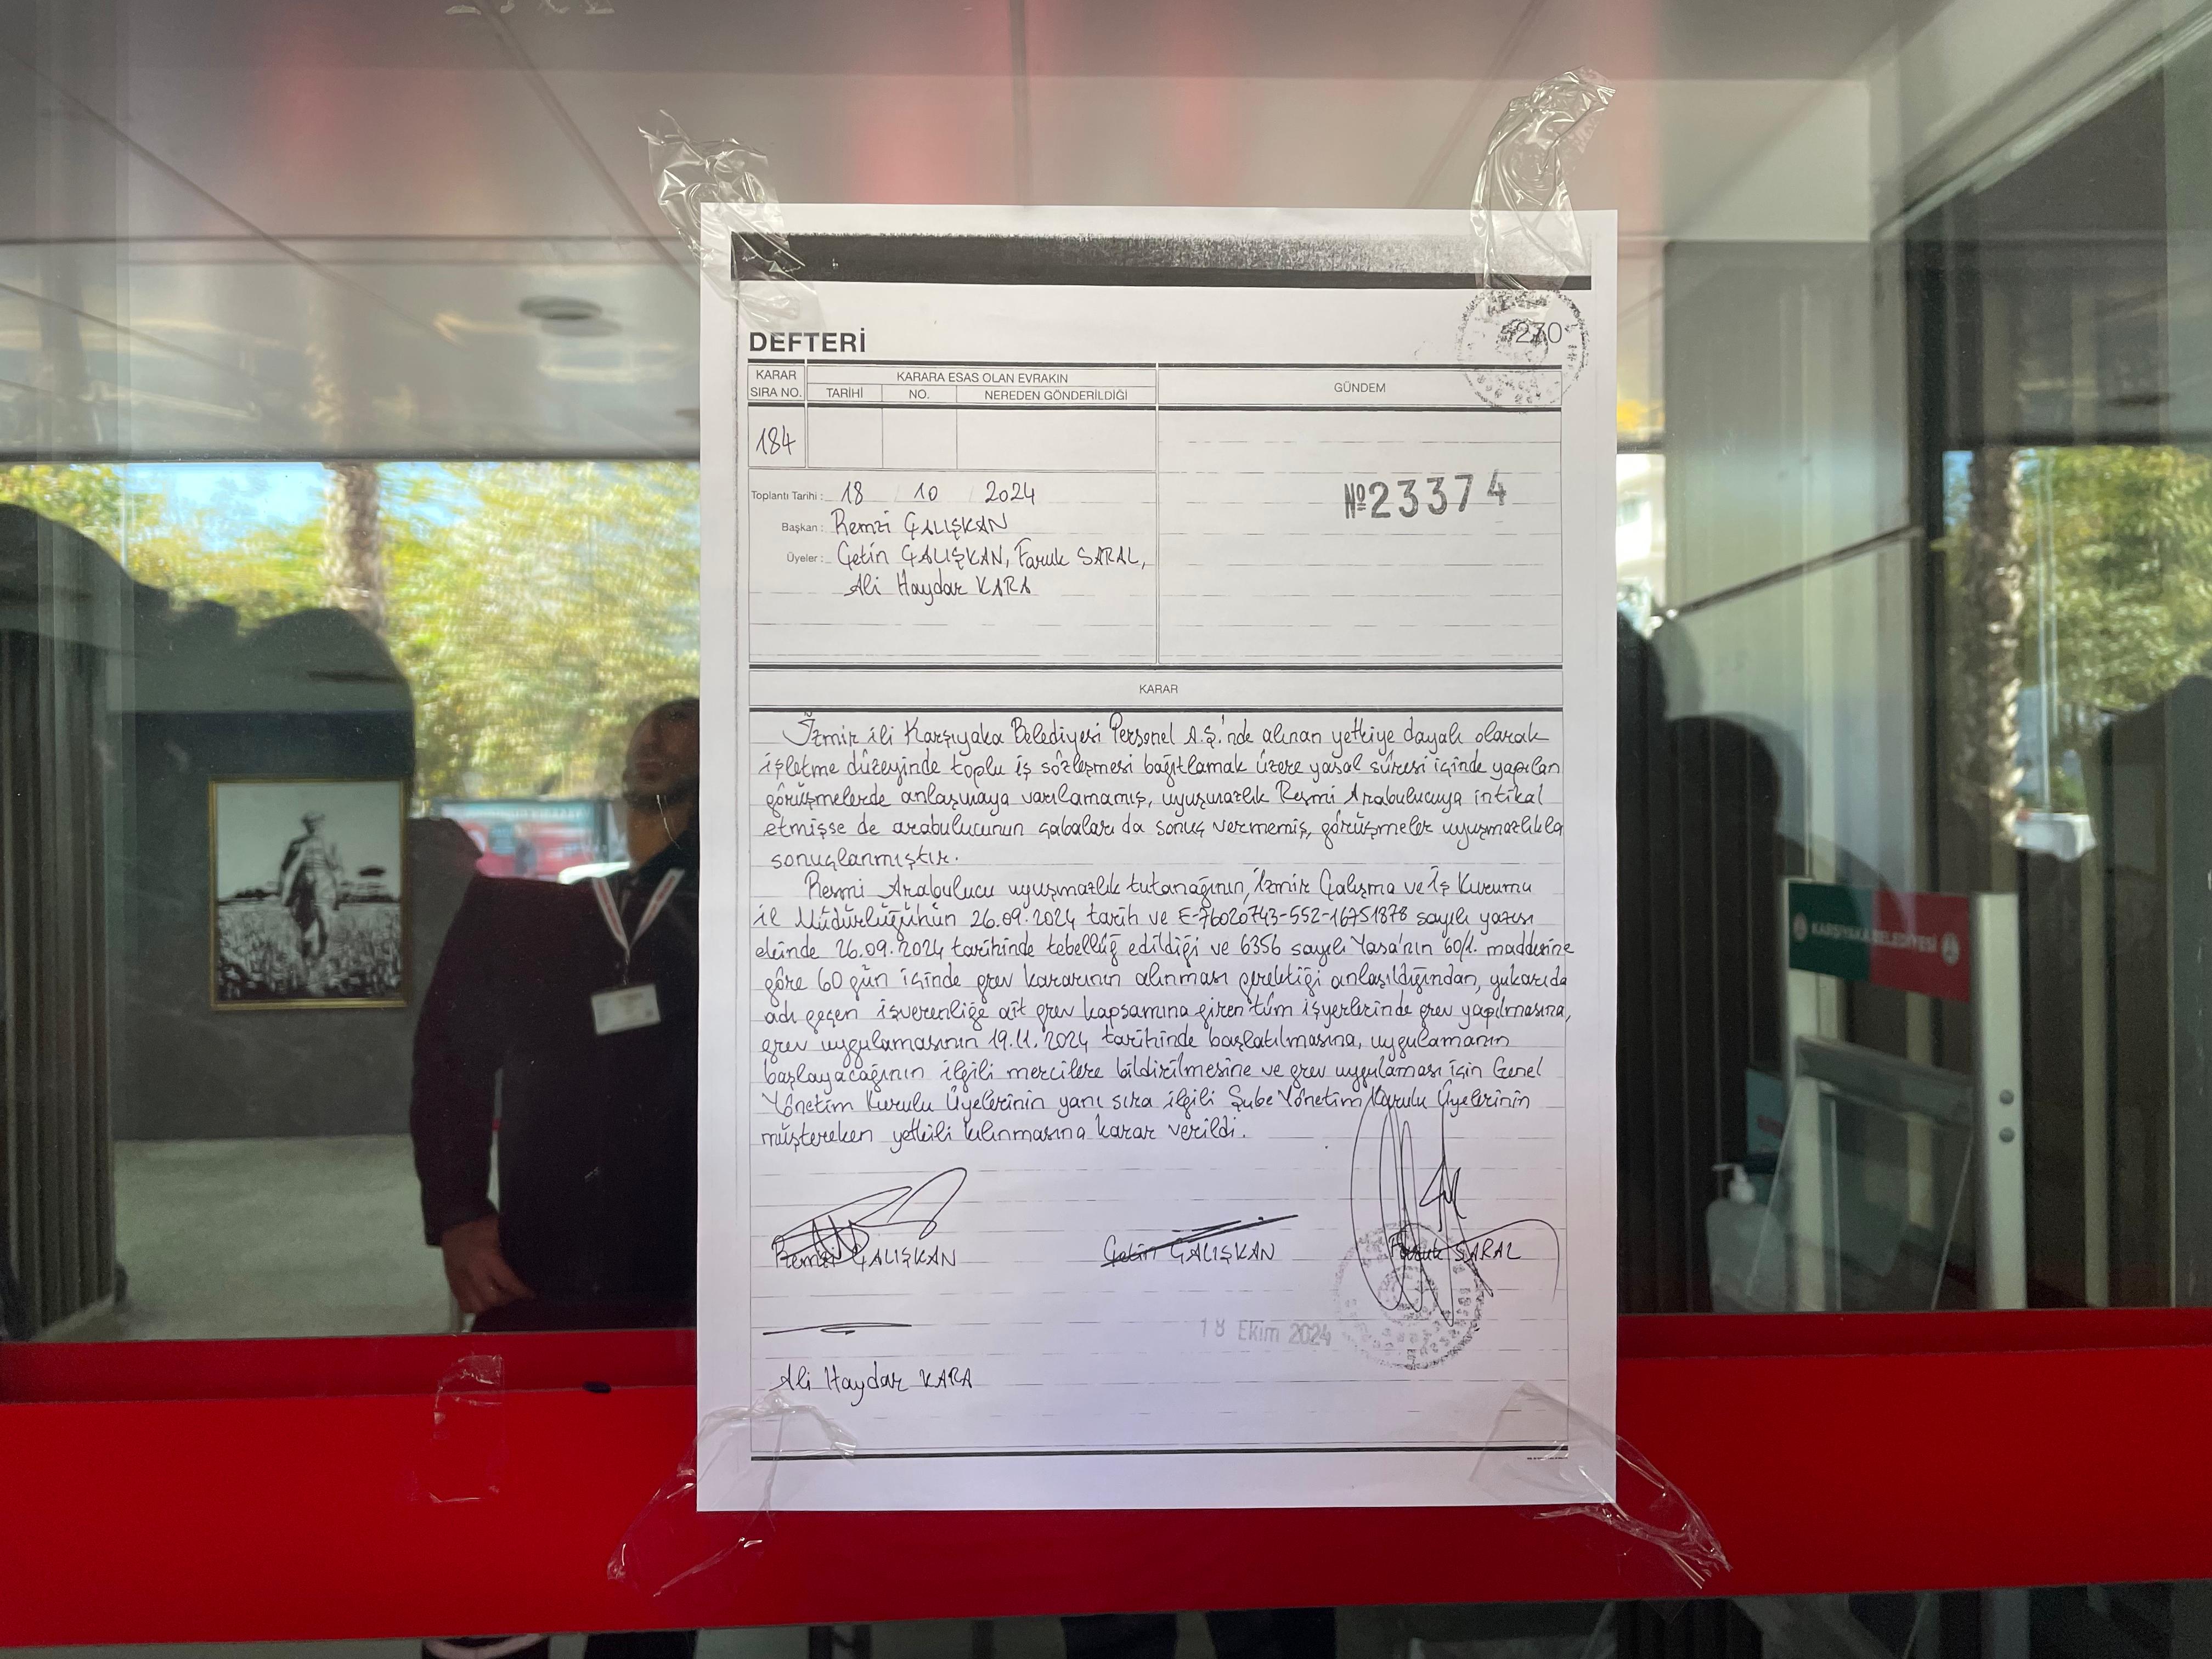 DEFTERİ
5270
KARAR
SIRA NO.
KARARA ESAS OLAN EVRAKIN
TARİHİ NO. NEREDEN GÖNDERİLDİĞİ
GÜNDEM
184
Toplantı Tarihi : 18 / 10 / 2024
Başkan : Remzi ÇALIŞKAN
Üyeler : Çetin ÇALIŞKAN, Faruk SARAL,
Ali Haydar KARA
№23374
KARAR
İzmir ili Karşıyaka Belediyesi Personel A.Ş.'nde alınan yetkiye dayalı olarak
işletme düzeyinde toplu iş sözleşmesi bağıtlamak üzere yasal süresi içinde yapılan
görüşmelerde anlaşmaya varılamamış, uyuşmazlık Resmi Arabulucuya intikal
etmişse de arabulucunun çabaları da sonuç vermemiş, görüşmeler uyuşmazlıkla
sonuçlanmıştır.
Resmi Arabulucu uyuşmazlık tutanağının, İzmir Çalışma ve İş Kurumu
İl Müdürlüğünün 26.09.2024 tarih ve E-76020743-552-16751878 sayılı yazısı
ekinde 26.09.2024 tarihinde tebellüğ edildiği ve 6356 sayılı Yasa'nın 60/1. maddesine
göre 60 gün içinde grev kararının alınması gerektiği anlaşıldığından, yukarıda
adı geçen işverenliğe ait grev kapsamına giren tüm işyerlerinde grev yapılmasına,
grev uygulamasının 19.11.2024 tarihinde başlatılmasına, uygulamanın
başlayacağının ilgili mercilere bildirilmesine ve grev uygulaması için Genel
Yönetim Kurulu Üyelerinin yanı sıra ilgili Şube Yönetim Kurulu Üyelerinin
müştereken yetkili kılınmasına karar verildi.
Remzi ÇALIŞKAN Çetin ÇALIŞKAN Faruk SARAL
18 Ekim 2024
Ali Haydar KARA
KARŞIYAKA BELEDİYESİ